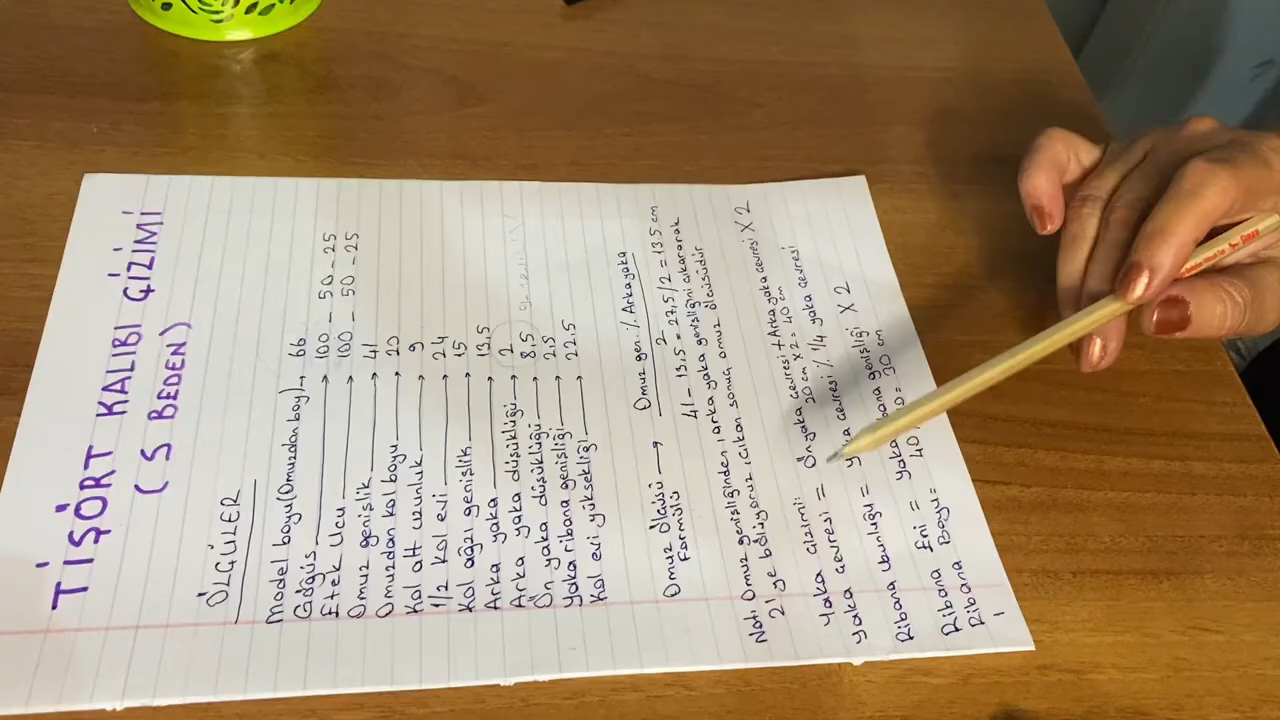 TİŞÖRT KALIBI ÇİZİMİ
( S BEDEN)
ÖLÇÜLER
Model boyu (Omuzdan boy) → 66
Göğüs → 100 - 50 - 25
Etek Ucu → 100 - 50 - 25
Omuz genişlik → 41
Omuzdan kol boyu → 20
Kol alt uzunluk → 9
1/2 kol evi → 24
Kol ağzı genişlik → 15
Arka yaka → 13,5
Arka yaka düşüklüğü → 2
Ön yaka düşüklüğü → 8,5
Yaka ribana genişliği → 2.5
Kol evi yüksekliği → 22.5
Omuz Ölçüsü → Omuz gen. % Arka yaka
Formülü 2
41 - 13,5 = 27,5 / 2 = 13.5 cm
Not: Omuz genişliğinden, arka yaka genişliğini çıkararak
2'ye bölüyoruz, çıkan sonuç omuz ölçüsüdür
Yaka Çizimi:
Yaka çevresi = Ön yaka çevresi + Arka yaka çevresi X 2
20 cm X 2 = 40 cm
Ribana Uzunluğu = çevresi % 1/4 yaka çevresi
Ribana Eni = genişliği X 2
Ribana Boyu = 40 = 30 cm